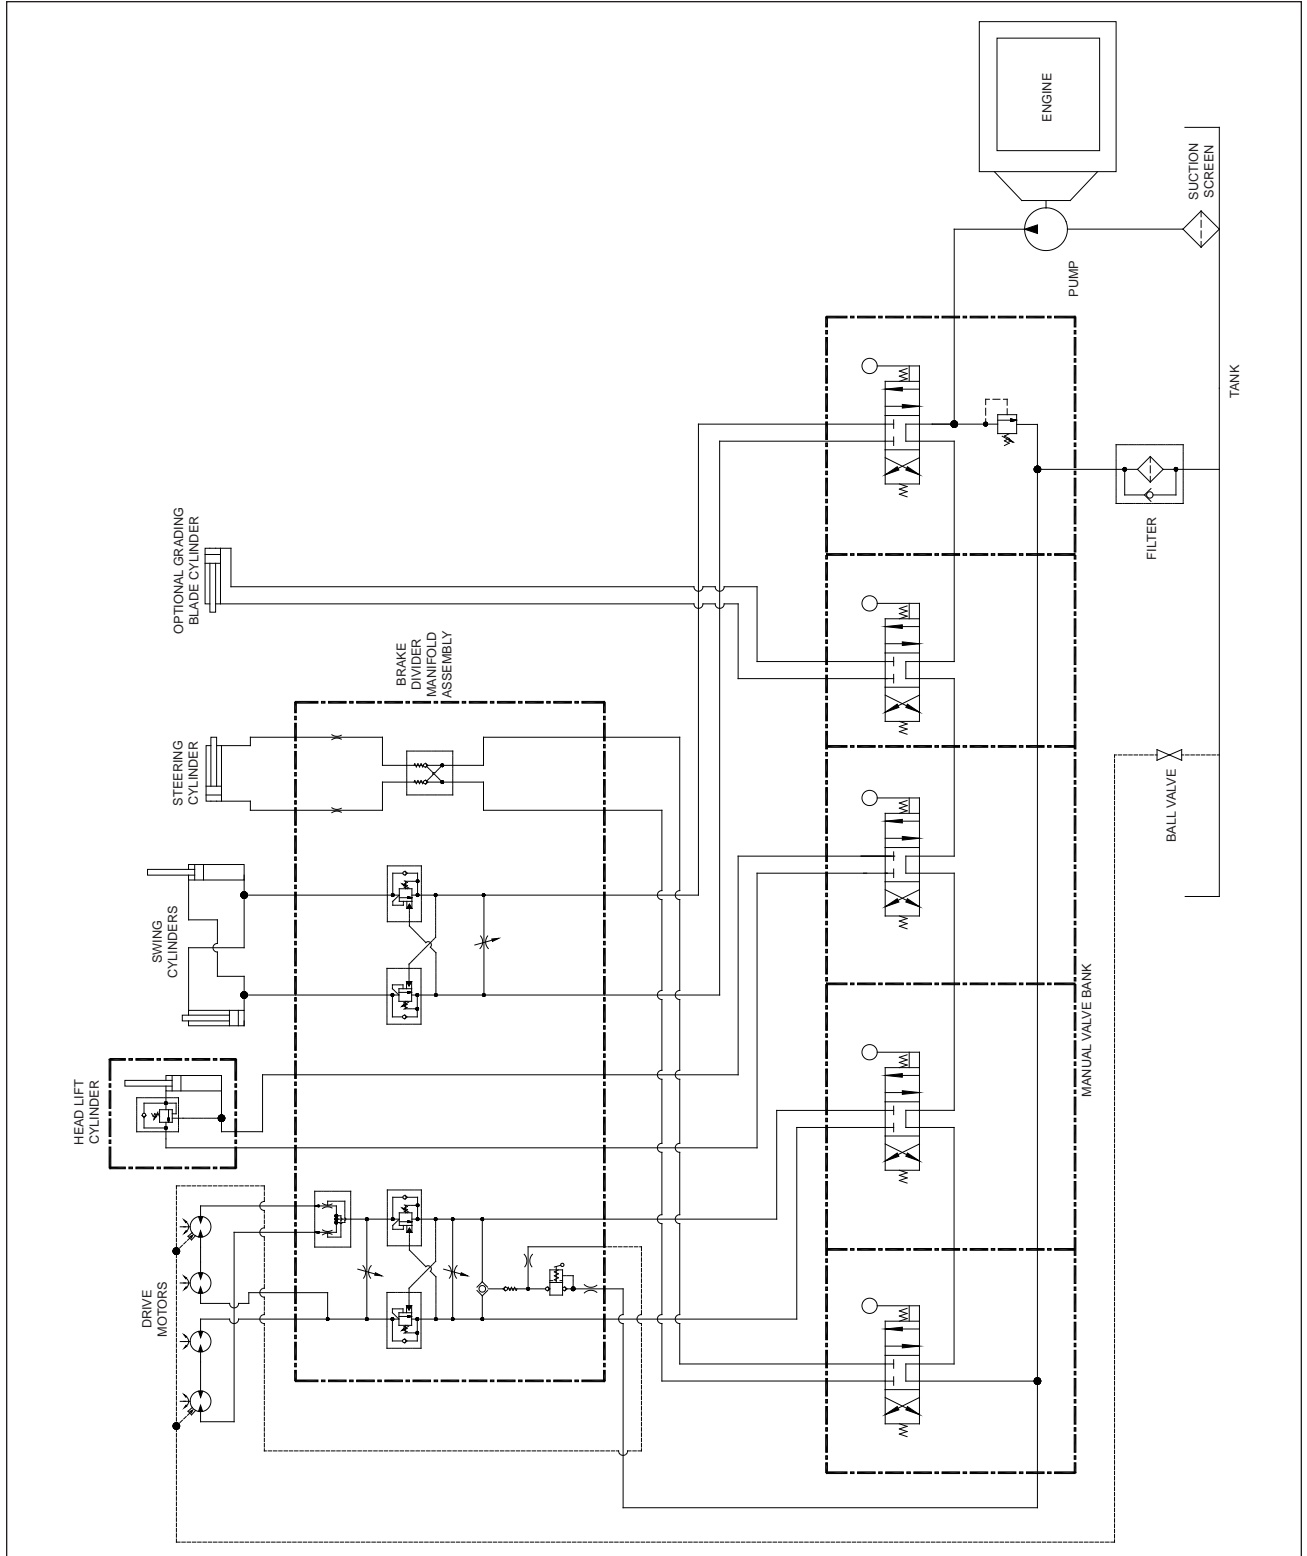 ENGINE
SUCTION
SCREEN
PUMP
TANK
FILTER
OPTIONAL GRADING
BLADE CYLINDER
BRAKE
DIVIDER
MANIFOLD
ASSEMBLY
STEERING
CYLINDER
BALL VALVE
SWING
CYLINDERS
MANUAL VALVE BANK
HEAD LIFT
CYLINDER
DRIVE
MOTORS